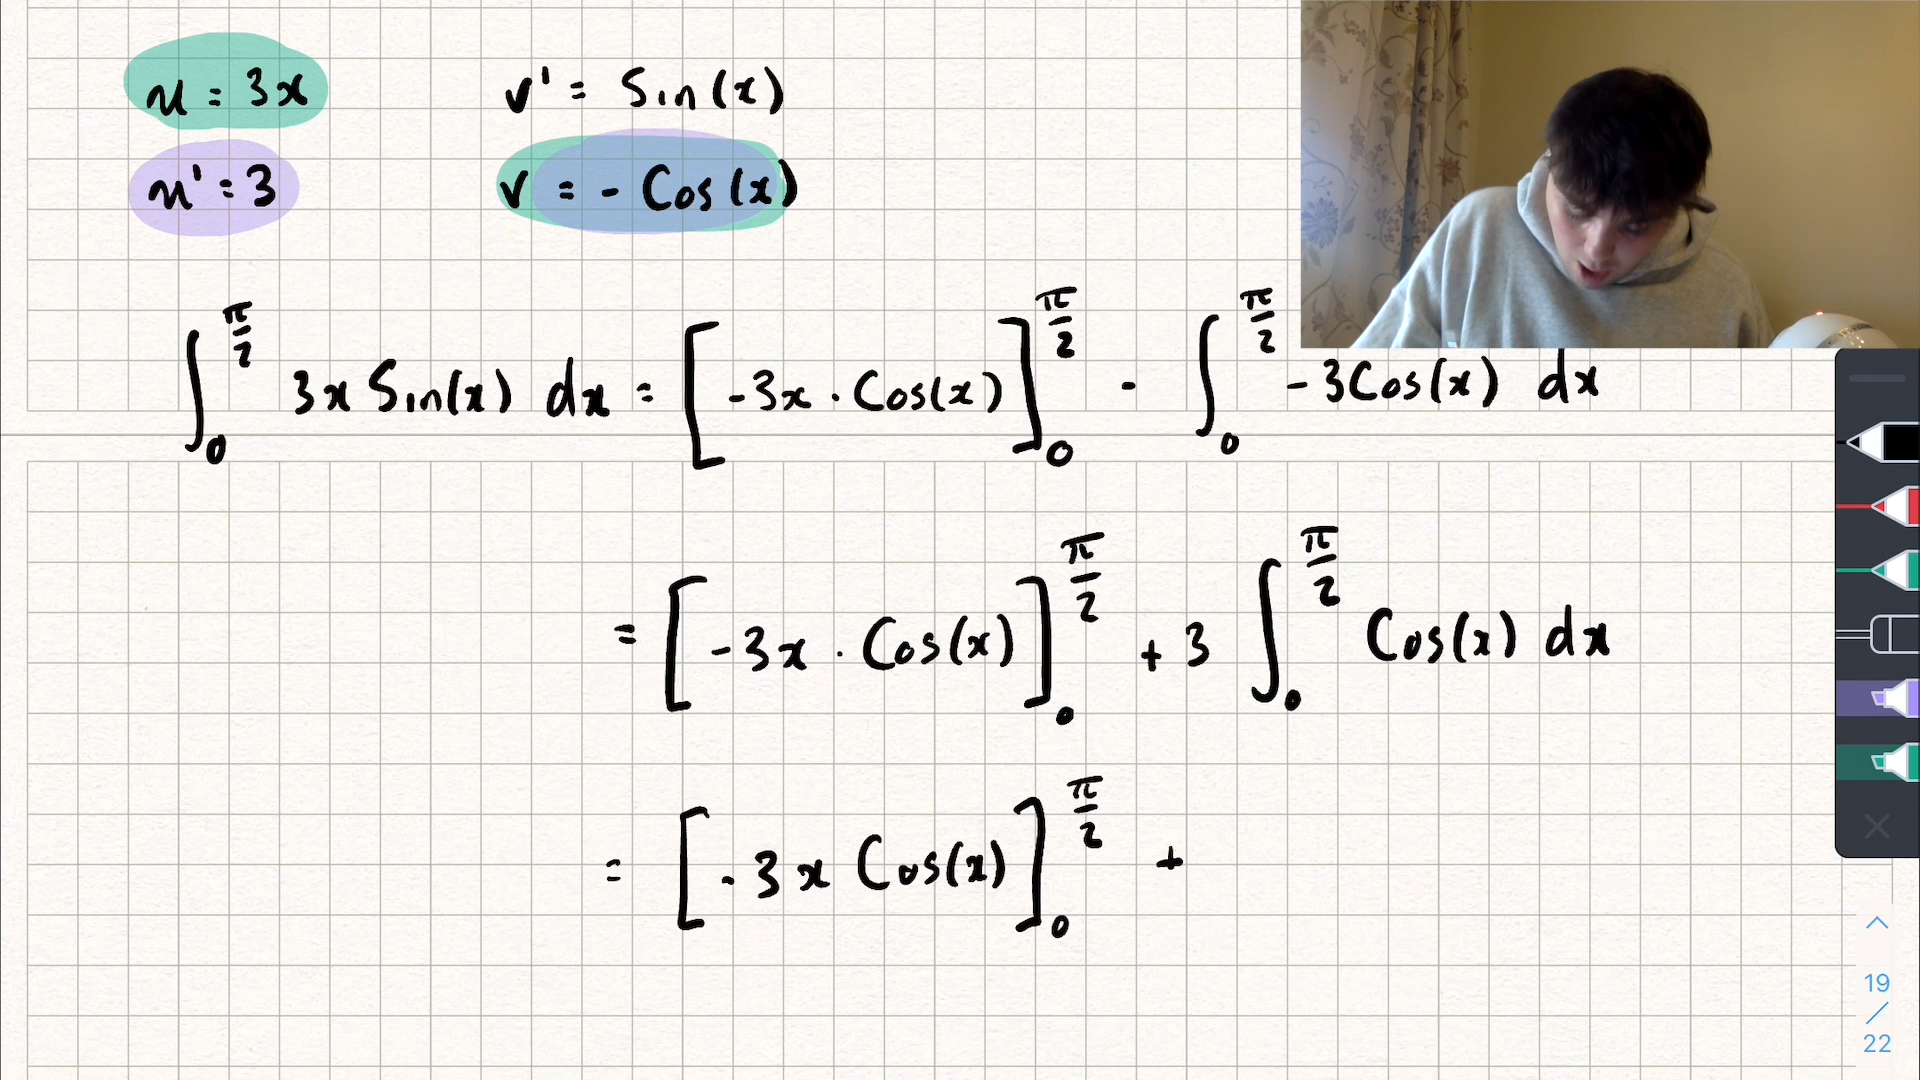 u = 3x v' = Sin(x)
u' = 3 v = - Cos(x)
∫₀^(π/2) 3x Sin(x) dx = [-3x · Cos(x)]₀^(π/2) - ∫₀^(π/2) -3Cos(x) dx
= [-3x · Cos(x)]₀^(π/2) + 3 ∫₀^(π/2) Cos(x) dx
= [-3x Cos(x)]₀^(π/2) +
19
/
22